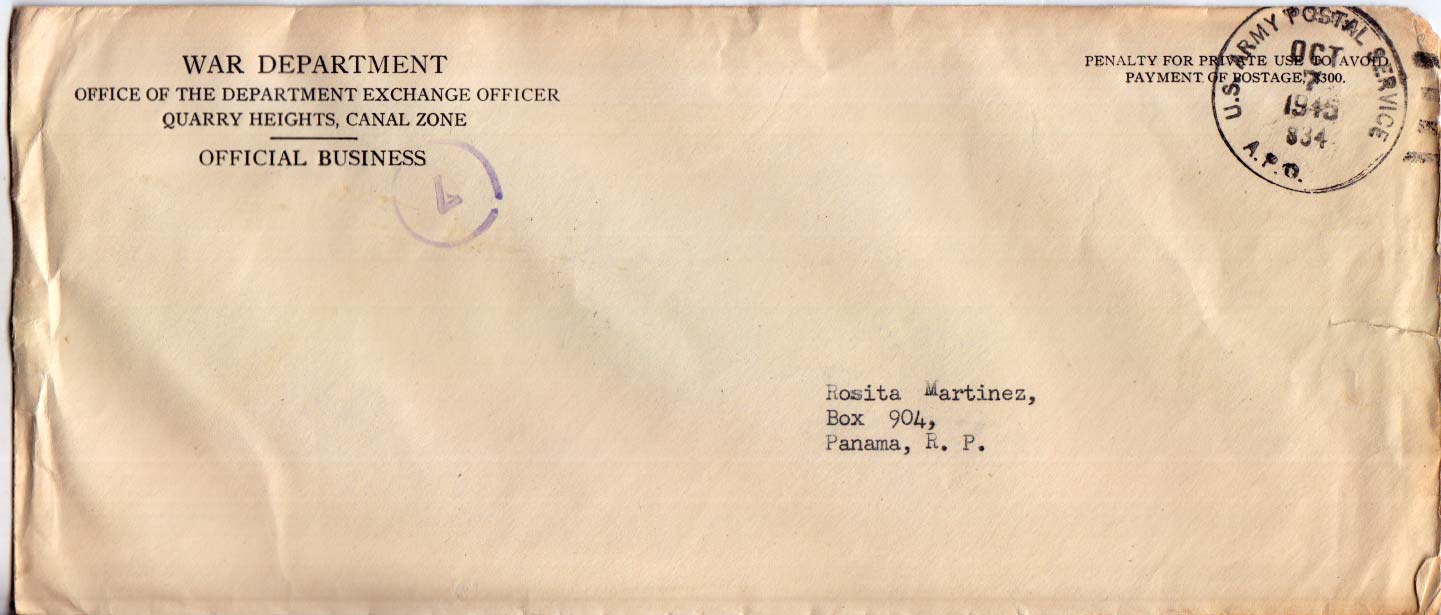 WAR DEPARTMENT
OFFICE OF THE DEPARTMENT EXCHANGE OFFICER
QUARRY HEIGHTS, CANAL ZONE
OFFICIAL BUSINESS
PENALTY FOR PRIVATE USE TO AVOID
PAYMENT OF POSTAGE, $300.
U.S. ARMY POSTAL SERVICE
OCT
7
1945
834
A.P.O.
Rosita Martinez,
Box 904,
Panama, R. P.